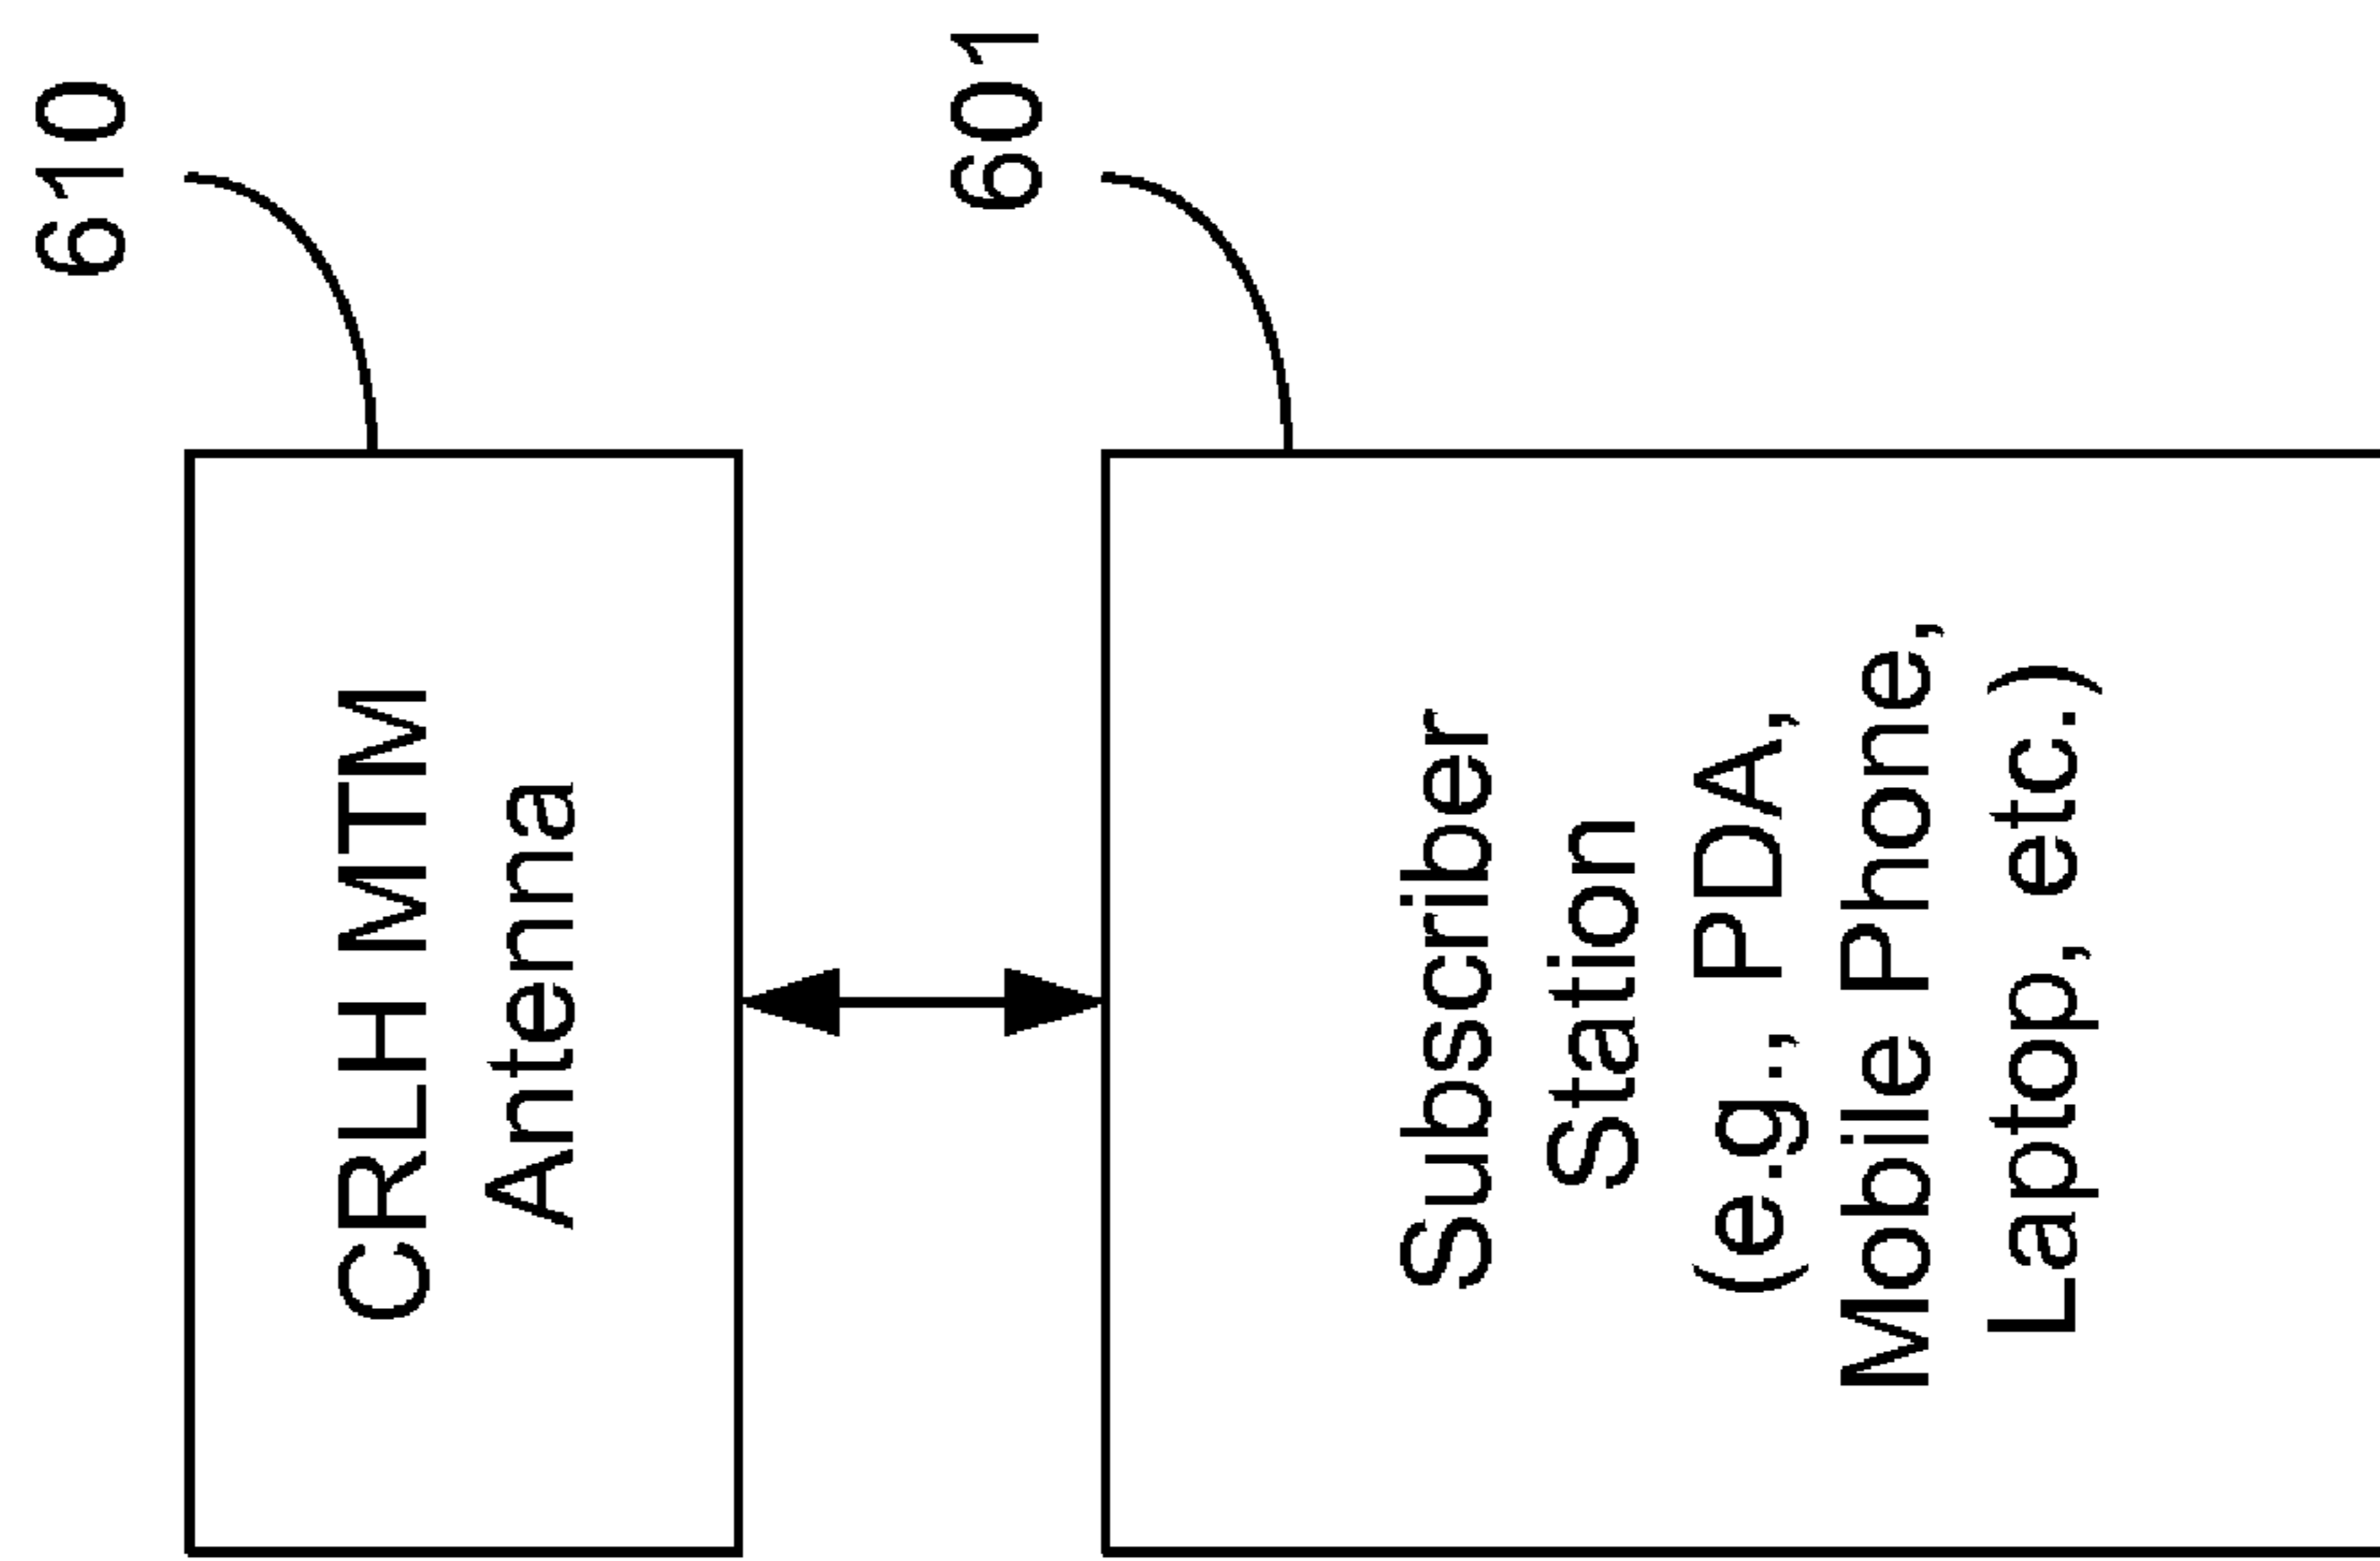 610
CRLH MTM
Antenna
601
Subscriber
Station
(e.g., PDA,
Mobile Phone,
Laptop, etc.)